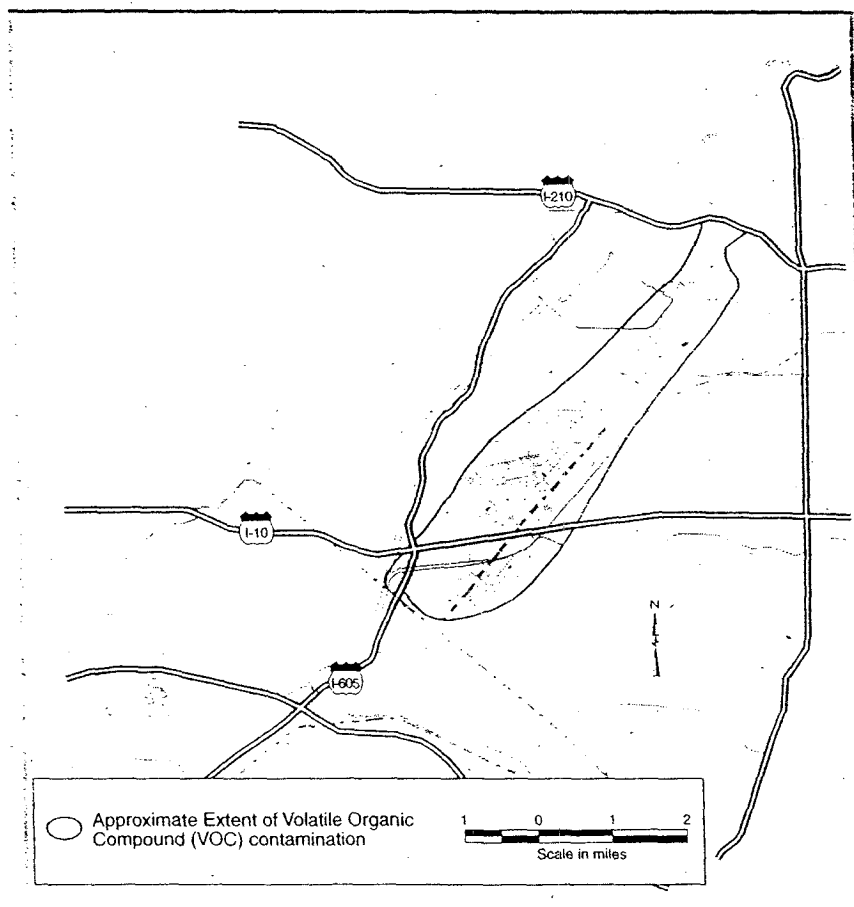 I-210
I-10
N
I-605
Approximate Extent of Volatile Organic
Compound (VOC) contamination
1 0 1 2
Scale in miles